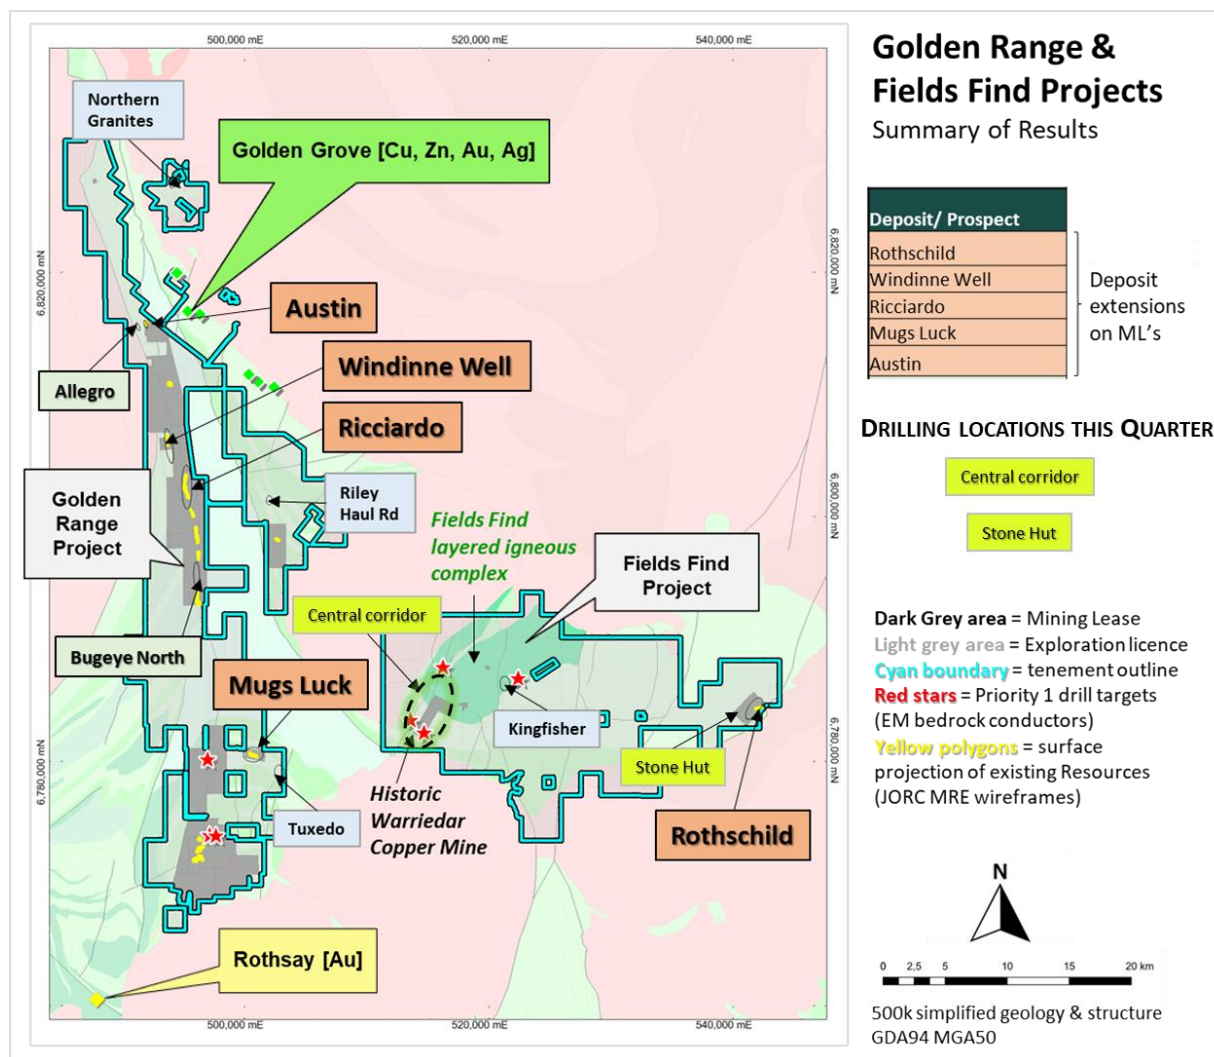 500,000 mE
520,000 mE
540,000 mE
Golden Range &
Fields Find Projects
Summary of Results
Northern
Granites
Golden Grove [Cu, Zn, Au, Ag]
6,820,000 mN
6,820,000 mN
Deposit/ Prospect
Rothschild
Windinne Well
Ricciardo
Mugs Luck
Austin
Deposit
extensions
on ML’s
Austin
Windinne Well
Allegro
Ricciardo
DRILLING LOCATIONS THIS QUARTER
Central corridor
Stone Hut
Golden
Range
Project
Riley
Haul Rd
6,800,000 mN
Fields Find
layered igneous
complex
Fields Find
Project
Central corridor
Bugeye North
Mugs Luck
Kingfisher
Stone Hut
6,780,000 mN
6,780,000 mN
Historic
Warriedar
Copper Mine
Tuxedo
Rothschild
Dark Grey area = Mining Lease
Light grey area = Exploration licence
Cyan boundary = tenement outline
Red stars = Priority 1 drill targets
(EM bedrock conductors)
Yellow polygons = surface
projection of existing Resources
(JORC MRE wireframes)
N
Rothsay [Au]
0 2,5 5 10 15 20 km
500k simplified geology & structure
GDA94 MGA50
500,000 mE
520,000 mE
540,000 mE